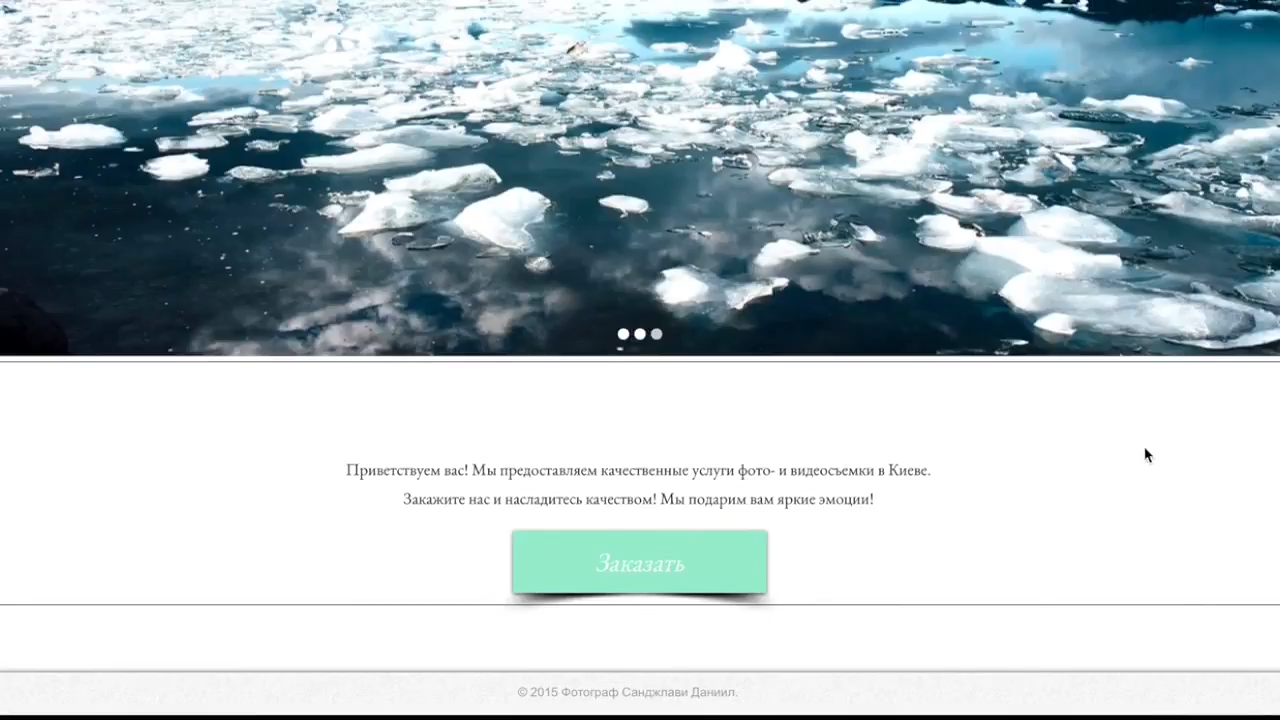 Приветствуем вас! Мы предоставляем качественные услуги фото- и видеосъемки в Киеве.
Закажите нас и насладитесь качеством! Мы подарим вам яркие эмоции!
Заказать
© 2015 Фотограф Санджпави Даниил.